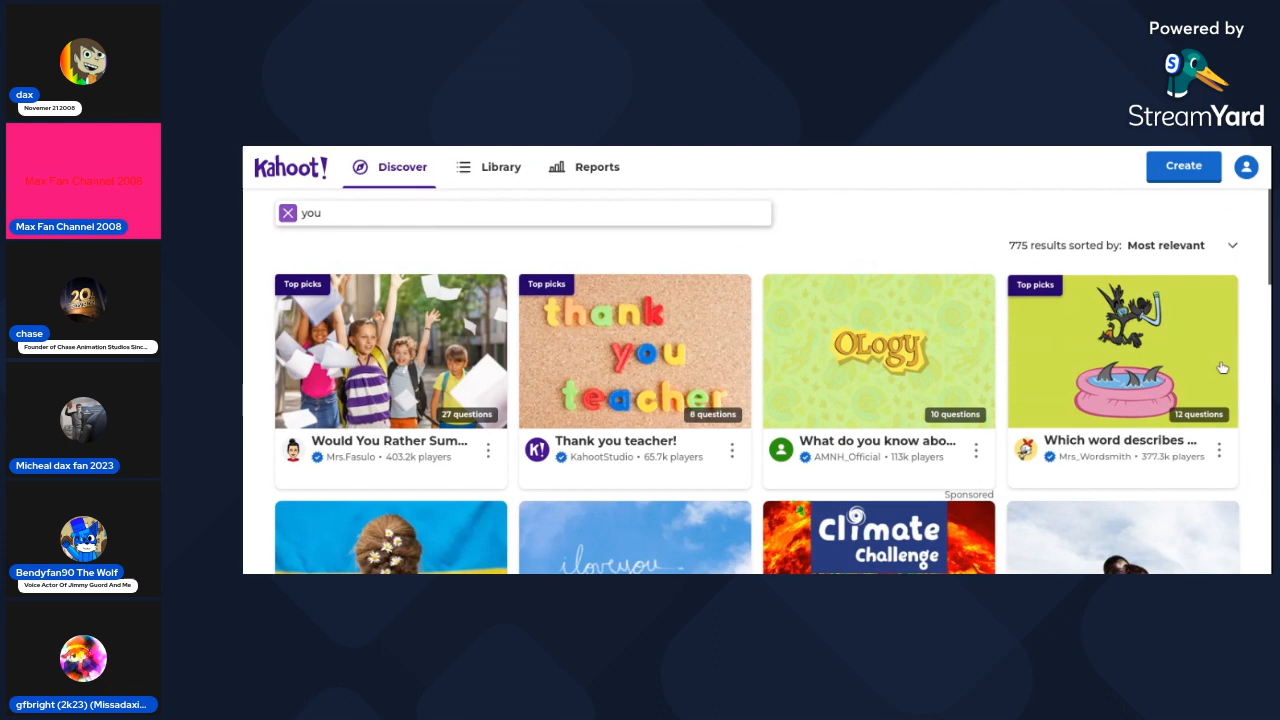 dax
Novemer 21 2008
Max Fan Channel 2008
Max Fan Channel 2008
20
chase
Founder of Chase Animation Studios Sinc...
Micheal dax fan 2023
Bendyfan90 The Wolf
Voice Actor Of Jimmy Guord And Me
gfbright (2k23) (Missadaxi...
Powered by
S
StreamYard
Kahoot!
Discover
Library
Reports
Create
you
775 results sorted by: Most relevant
Top picks
27 questions
Would You Rather Sum...
Mrs.Fasulo • 403.2k players
Top picks
thank
you
teacher
8 questions
K!
Thank you teacher!
KahootStudio • 65.7k players
OLogy
10 questions
What do you know abo...
AMNH_Official • 113k players
Sponsored
Top picks
12 questions
Which word describes ...
Mrs_Wordsmith • 377.3k players
i love you
Climate
Challenge